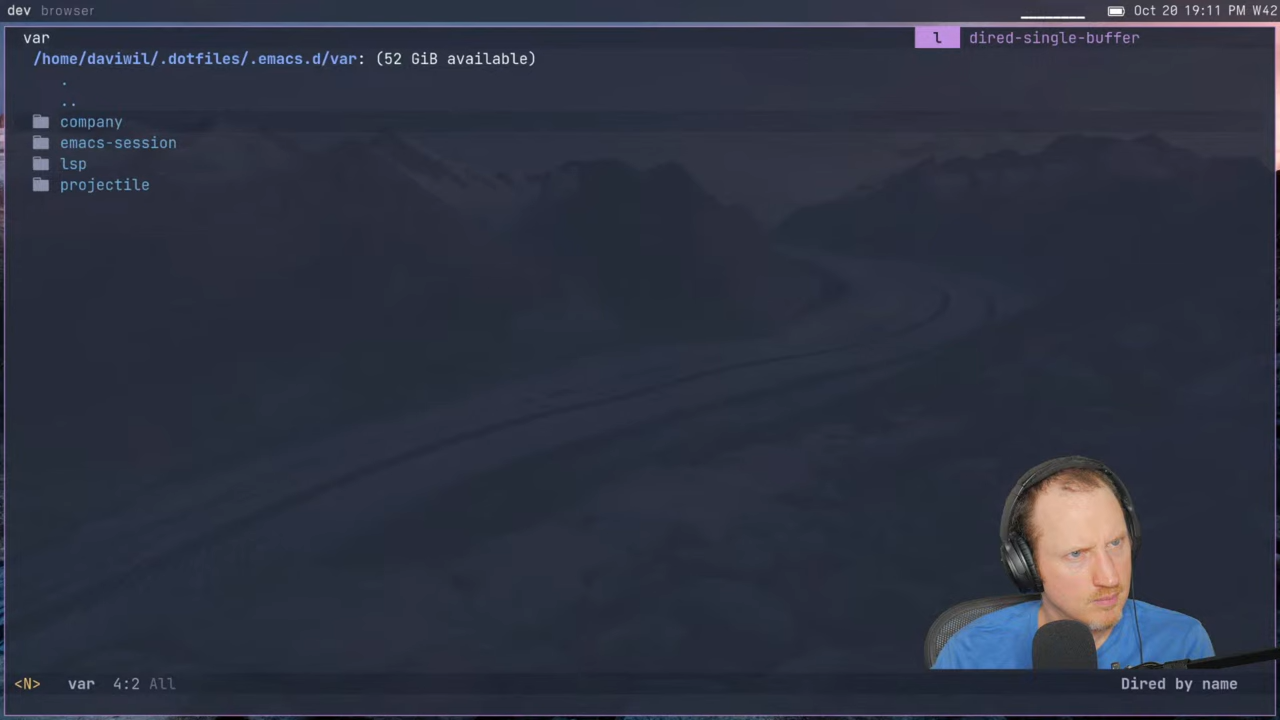 dev browser
Oct 20 19:11 PM W42
var
l dired-single-buffer
/home/daviwil/.dotfiles/.emacs.d/var: (52 GiB available)
.
..
company
emacs-session
lsp
projectile
<N> var 4:2 All
Dired by name